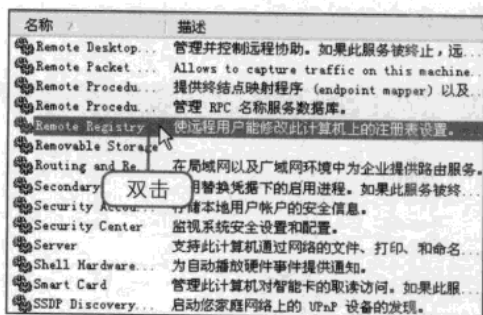 名称 描述
Remote Desktop... 管理并控制远程协助。如果此服务被终止，远...
Remote Packet ... Allows to capture traffic on this machine...
Remote Procedu... 提供终结点映射程序 (endpoint mapper) 以及...
Remote Procedu... 管理 RPC 名称服务数据库。
Remote Registry 使远程用户能修改此计算机上的注册表设置。
Removable Storage
Routing and Re... 在局域网以及广域网环境中为企业提供路由服务。
Secondary 用替换凭据下的启用进程。如果此服务被终...
Security Accou... 存储本地用户帐户的安全信息。
双击
Security Center 监视系统安全设置和配置。
Server 支持此计算机通过网络的文件、打印、和命名...
Shell Hardware... 为自动播放硬件事件提供通知。
Smart Card 管理此计算机对智能卡的取读访问。如果此服...
SSDP Discovery... 启动您家庭网络上的 UPnP 设备的发现。